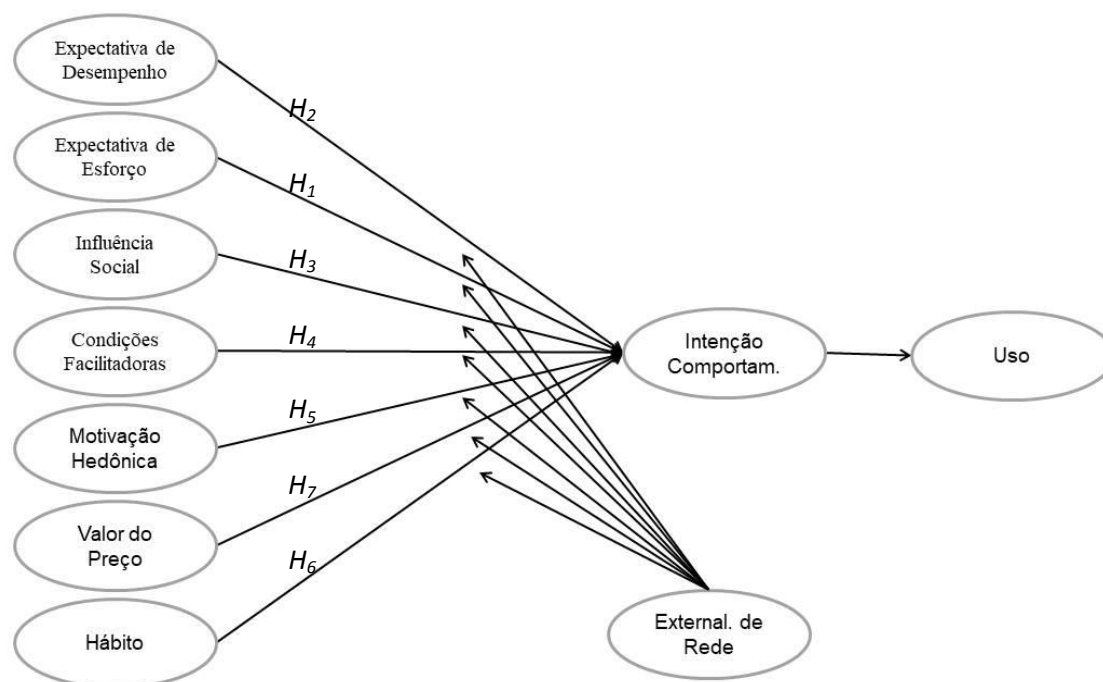 Expectativa de
Desempenho
H₂
Expectativa de
Esforço
H₁
Influência
Social
H₃
Condições
Facilitadoras
H₄
Motivação
Hedônica
H₅
Valor do
Preço
H₇
Hábito
H₆
Intenção
Comportam.
Uso
External. de
Rede